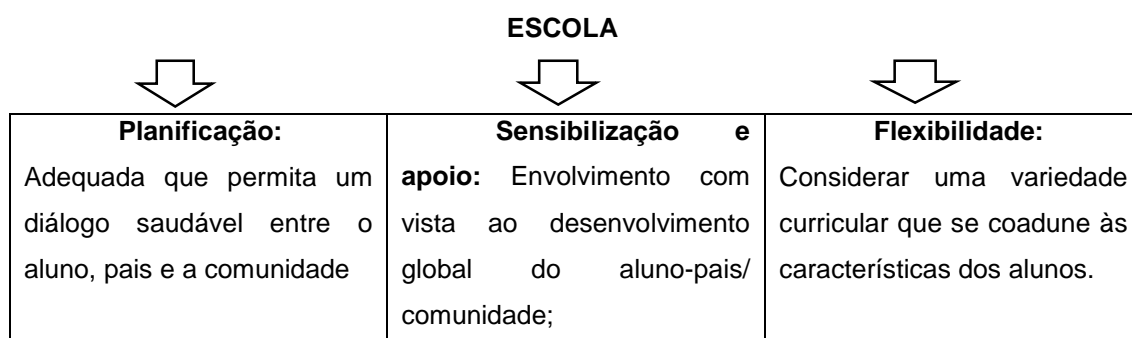 ESCOLA
Planificação:
Adequada que permita um
diálogo saudável entre o
aluno, pais e a comunidade
Sensibilização e
apoio: Envolvimento com
vista ao desenvolvimento
global do aluno-pais/
comunidade;
Flexibilidade:
Considerar uma variedade
curricular que se coadune às
características dos alunos.